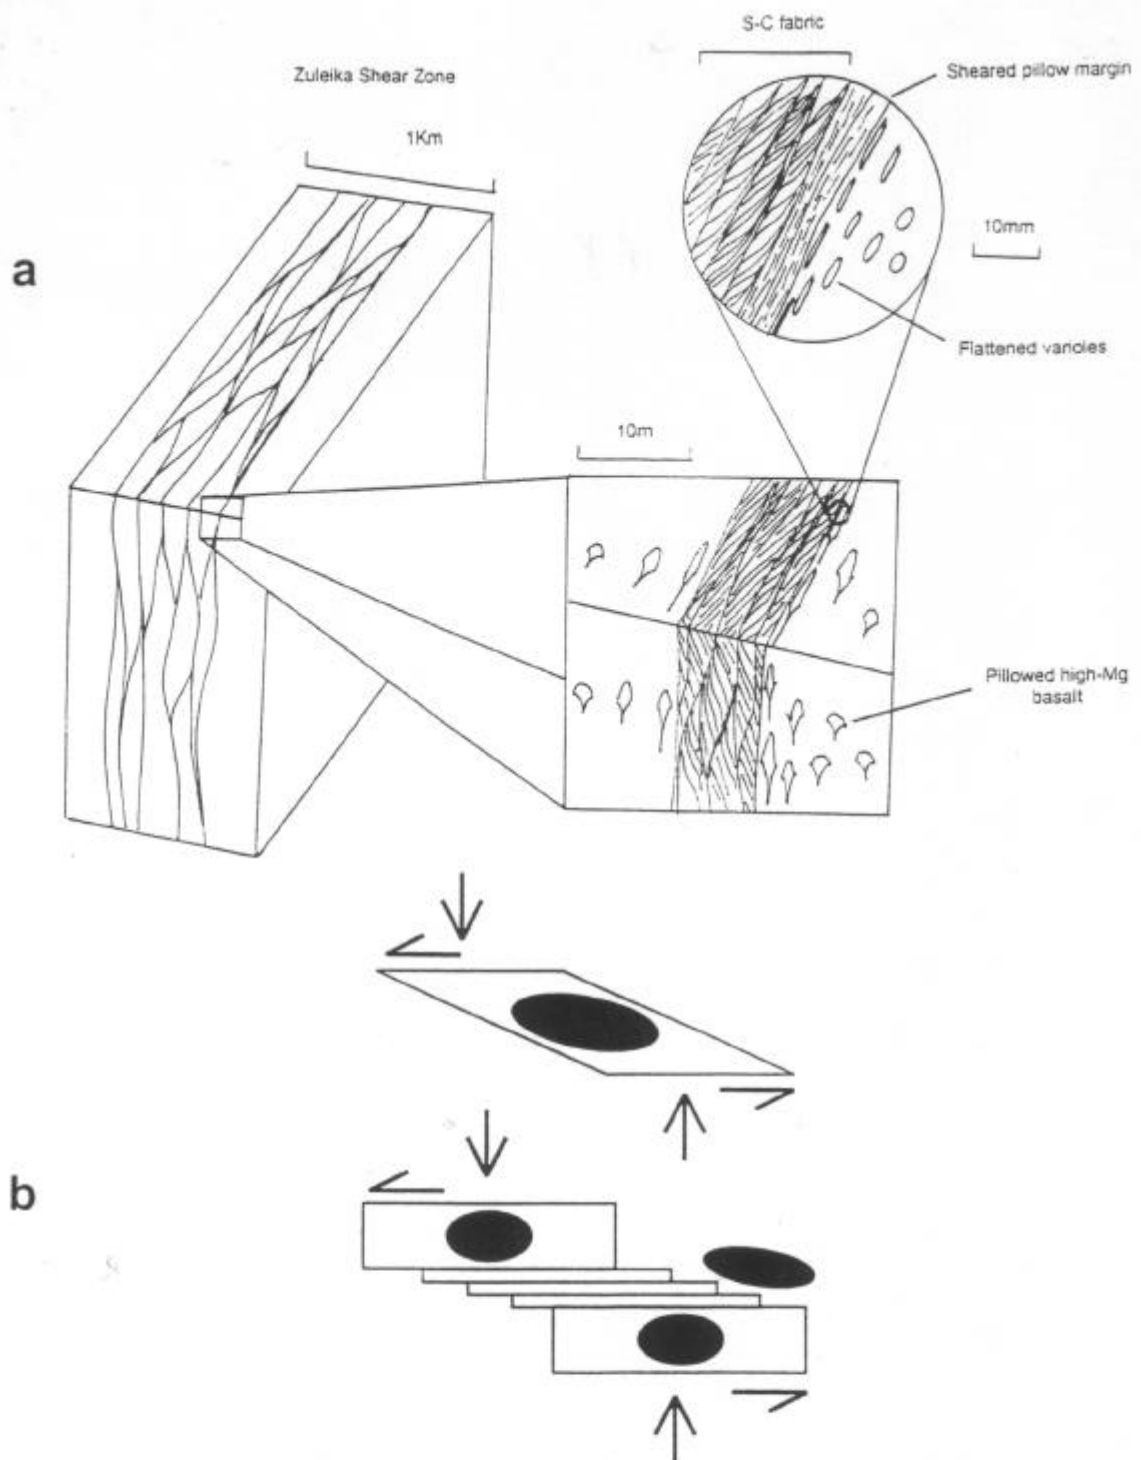 S-C fabric
Sheared pillow margin
Zuleika Shear Zone
1Km
a
10mm
Flattened varioles
10m
Pillowed high-Mg
basalt
b